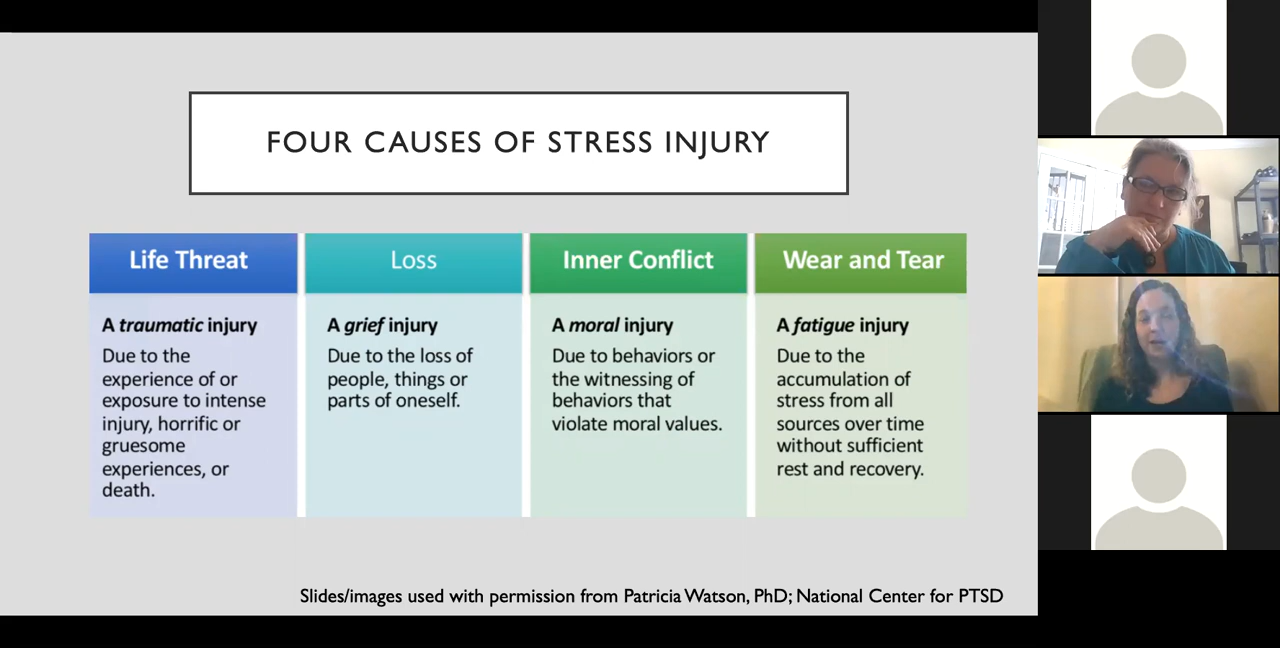 FOUR CAUSES OF STRESS INJURY
Life Threat
A traumatic injury
Due to the
experience of or
exposure to intense
injury, horrific or
gruesome
experiences, or
death.
Loss
A grief injury
Due to the loss of
people, things or
parts of oneself.
Inner Conflict
A moral injury
Due to behaviors or
the witnessing of
behaviors that
violate moral values.
Wear and Tear
A fatigue injury
Due to the
accumulation of
stress from all
sources over time
without sufficient
rest and recovery.
Slides/images used with permission from Patricia Watson, PhD; National Center for PTSD